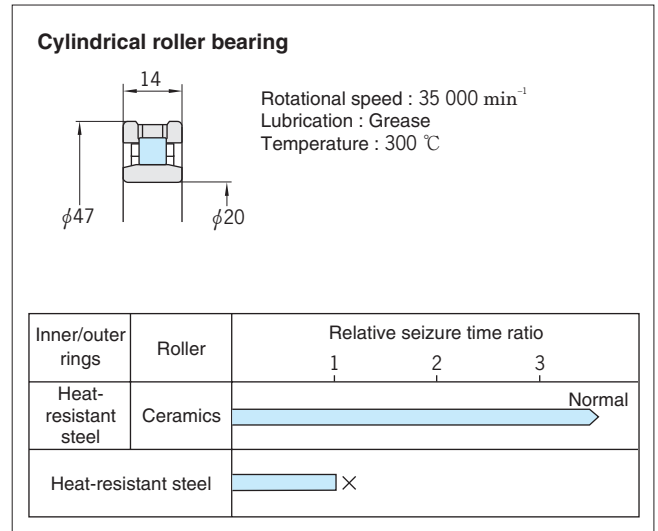 Cylindrical roller bearing
14
Rotational speed : 35 000 min⁻¹
Lubrication : Grease
Temperature : 300 ℃
φ47
φ20
Inner/outer
rings
Roller
Relative seizure time ratio
1 2 3
Heat-
resistant
steel
Ceramics
Normal
Heat-resistant steel
×